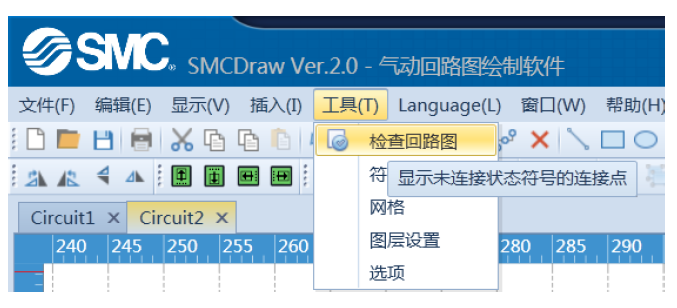 SMC. SMCDraw Ver.2.0 - 气动回路图绘制软件
文件(F) 编辑(E) 显示(V) 插入(I) 工具(T) Language(L) 窗口(W) 帮助(H)
检查回路图
符
显示未连接状态符号的连接点
网格
Circuit1 × Circuit2 ×
图层设置
240 245 250 255 260 280 285 290
选项